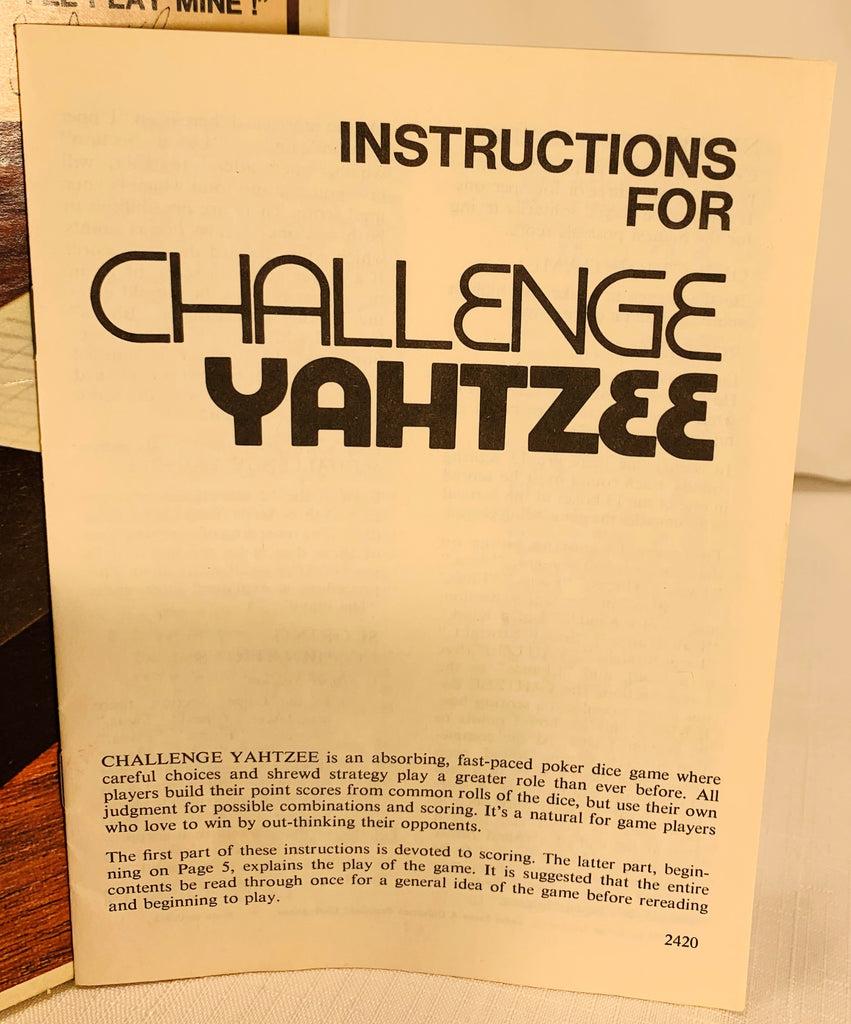 PLAY MINE!"
INSTRUCTIONS
FOR
CHALLENGE
YAHTZEE
CHALLENGE YAHTZEE is an absorbing, fast-paced poker dice game where
careful choices and shrewd strategy play a greater role than ever before. All
players build their point scores from common rolls of the dice, but use their own
judgment for possible combinations and scoring. It's a natural for game players
who love to win by out-thinking their opponents.
The first part of these instructions is devoted to scoring. The latter part, begin-
ning on Page 5, explains the play of the game. It is suggested that the entire
contents be read through once for a general idea of the game before rereading
and beginning to play.
2420